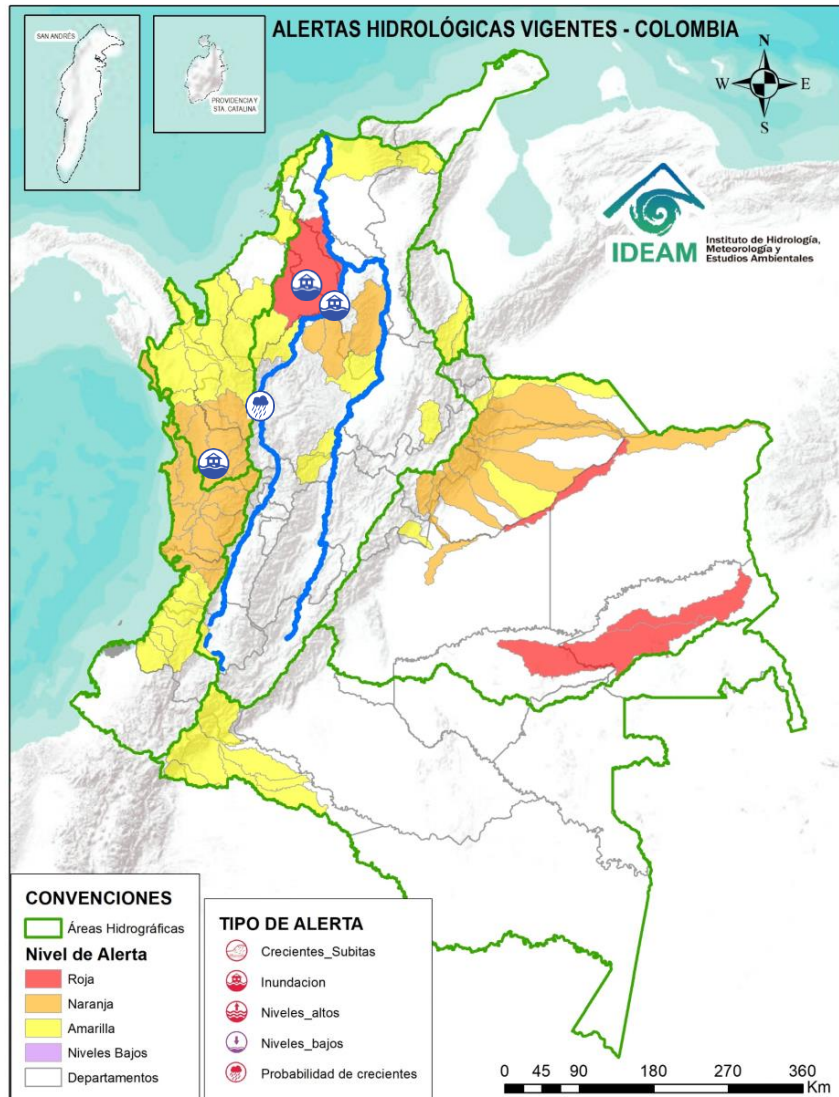 ALERTAS HIDROLÓGICAS VIGENTES - COLOMBIA
SAN ANDRÉS
PROVIDENCIA Y
STA. CATALINA
N
W
E
S
IDEAM
Instituto de Hidrología,
Meteorología y
Estudios Ambientales
CONVENCIONES
Áreas Hidrográficas
Nivel de Alerta
Roja
Naranja
Amarilla
Niveles Bajos
Departamentos
TIPO DE ALERTA
Crecientes_Subitas
Inundacion
Niveles_altos
Niveles_bajos
Probabilidad de crecientes
0 45 90 180 270 360
Km